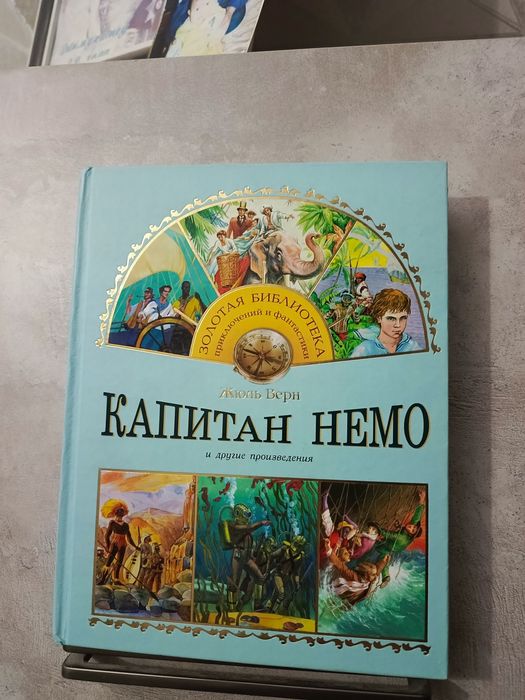 ЗОЛОТАЯ БИБЛИОТЕКА
приключений и фантастики
Жюль Верн
КАПИТАН НЕМО
и другие произведения